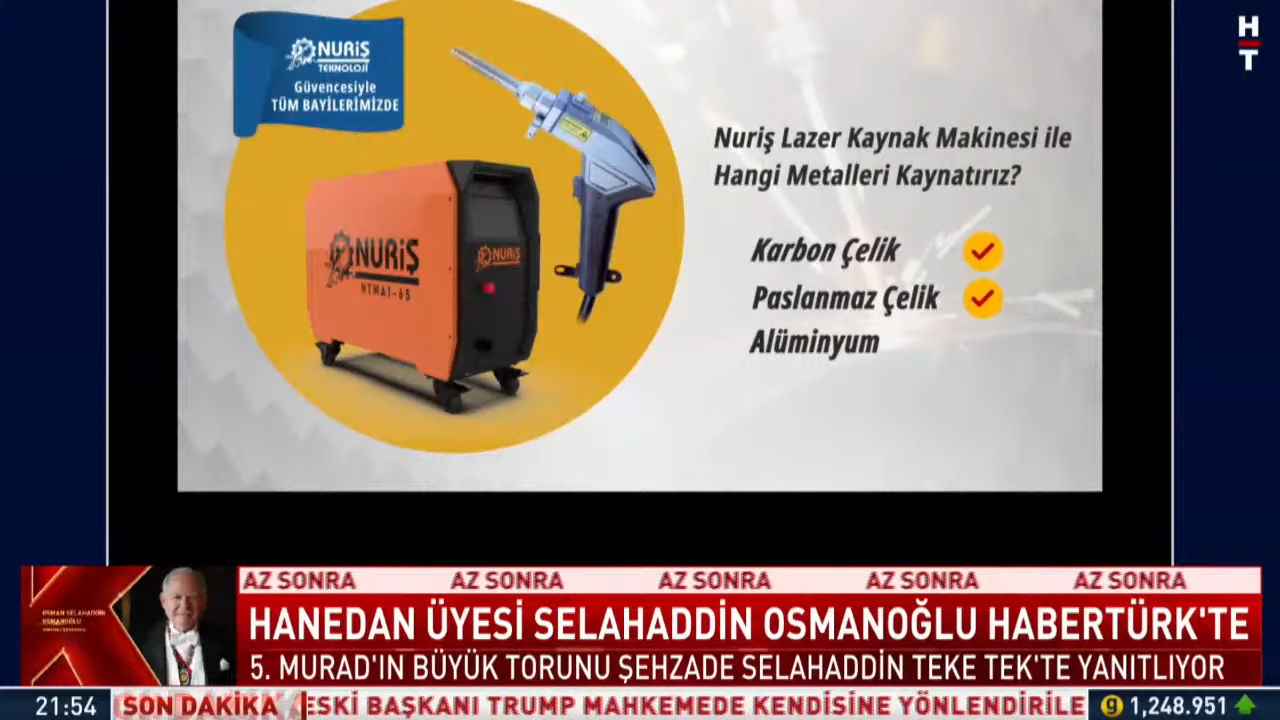 H
T
NURİŞ
TEKNOLOJİ
Güvencesiyle
TÜM BAYİLERİMİZDE
Nuriş Lazer Kaynak Makinesi ile
Hangi Metalleri Kaynatırız?
Karbon Çelik
Paslanmaz Çelik
Alüminyum
NURİŞ
NTMA1-65
NURİŞ
AZ SONRA AZ SONRA AZ SONRA AZ SONRA AZ SONRA
OSMAN SELAHADDİN
OSMANOĞLU
HANEDAN ÜYESİ SELAHADDİN OSMANOĞLU HABERTÜRK'TE
5. MURAD'IN BÜYÜK TORUNU ŞEHZADE SELAHADDİN TEKE TEK'TE YANITLIYOR
21:54 SON DAKİKA ESKİ BAŞKANI TRUMP MAHKEMEDE KENDİSİNE YÖNLENDİRİLE g 1,248.951